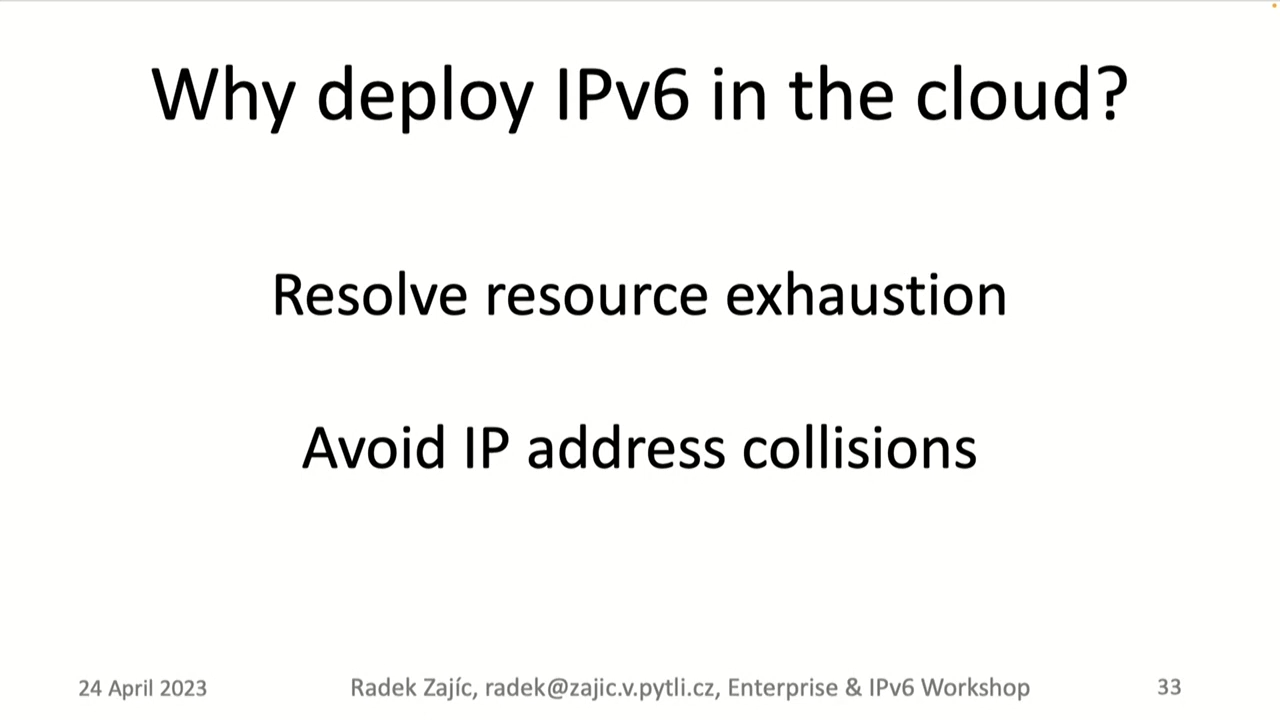 Why deploy IPv6 in the cloud?
Resolve resource exhaustion
Avoid IP address collisions
24 April 2023
Radek Zajíc, radek@zajic.v.pytli.cz, Enterprise & IPv6 Workshop
33